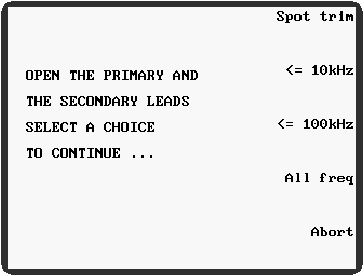 Spot trim
OPEN THE PRIMARY AND
<= 10kHz
THE SECONDARY LEADS
SELECT A CHOICE
<= 100kHz
TO CONTINUE ...
All freq
Abort